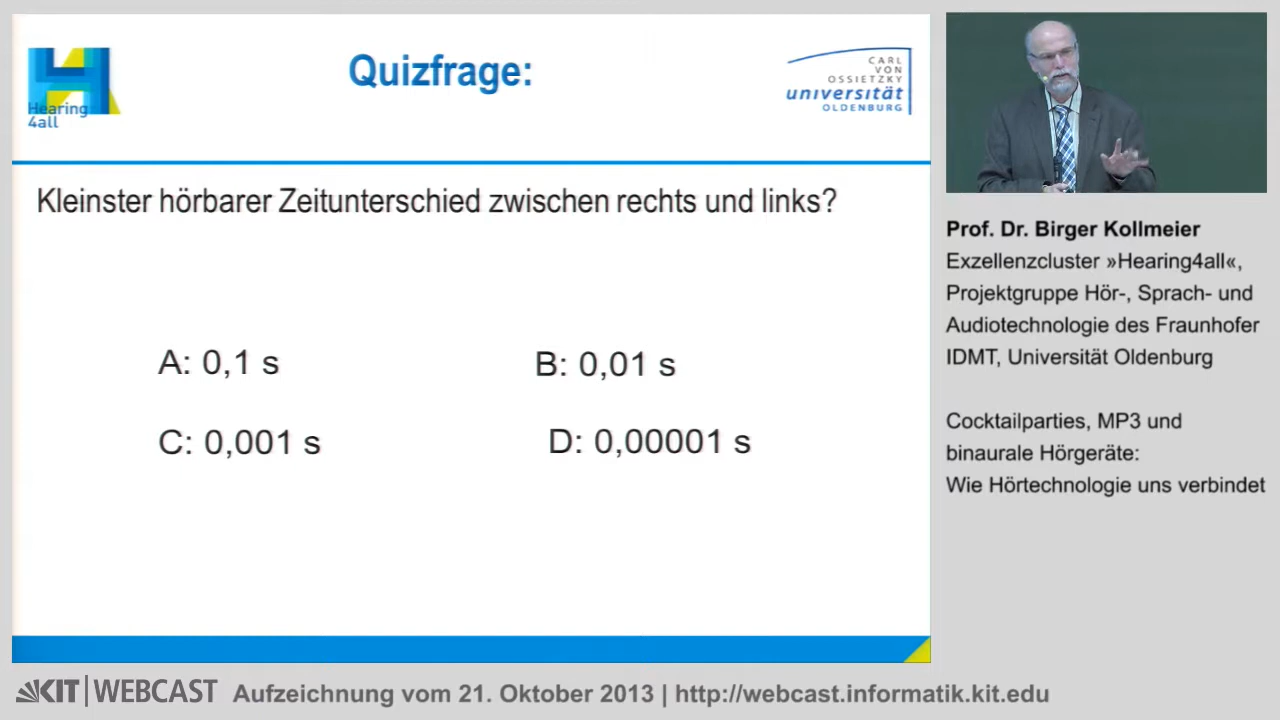 Hearing
4all
Quizfrage:
CARL
VON
OSSIETZKY
universität
OLDENBURG
Kleinster hörbarer Zeitunterschied zwischen rechts und links?
A: 0,1 s
B: 0,01 s
C: 0,001 s
D: 0,00001 s
Prof. Dr. Birger Kollmeier
Exzellenzcluster »Hearing4all«,
Projektgruppe Hör-, Sprach- und
Audiotechnologie des Fraunhofer
IDMT, Universität Oldenburg
Cocktailparties, MP3 und
binaurale Hörgeräte:
Wie Hörtechnologie uns verbindet
KIT | WEBCAST Aufzeichnung vom 21. Oktober 2013 | http://webcast.informatik.kit.edu